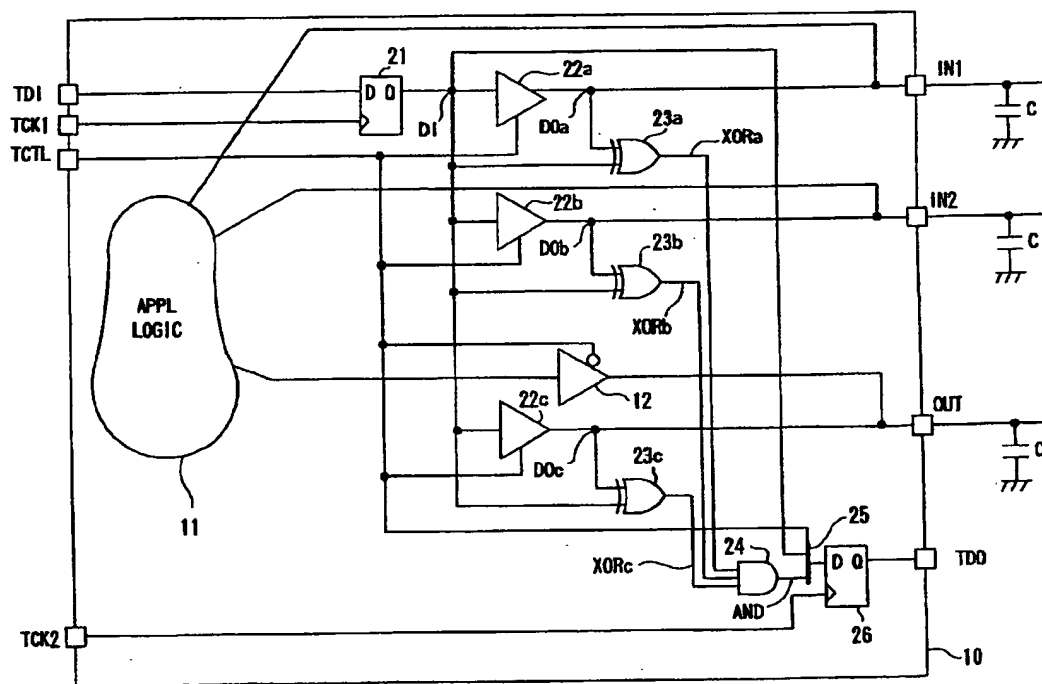 21
22a
IN1
TDI
D Q
DI
D0a
23a
C
TCK1
TCTL
XORa
22b
IN2
D0b
23b
C
APPL
LOGIC
XORb
22c
12
OUT
D0c
23c
C
11
25
24
XORc
D Q
TDO
AND
26
TCK2
10